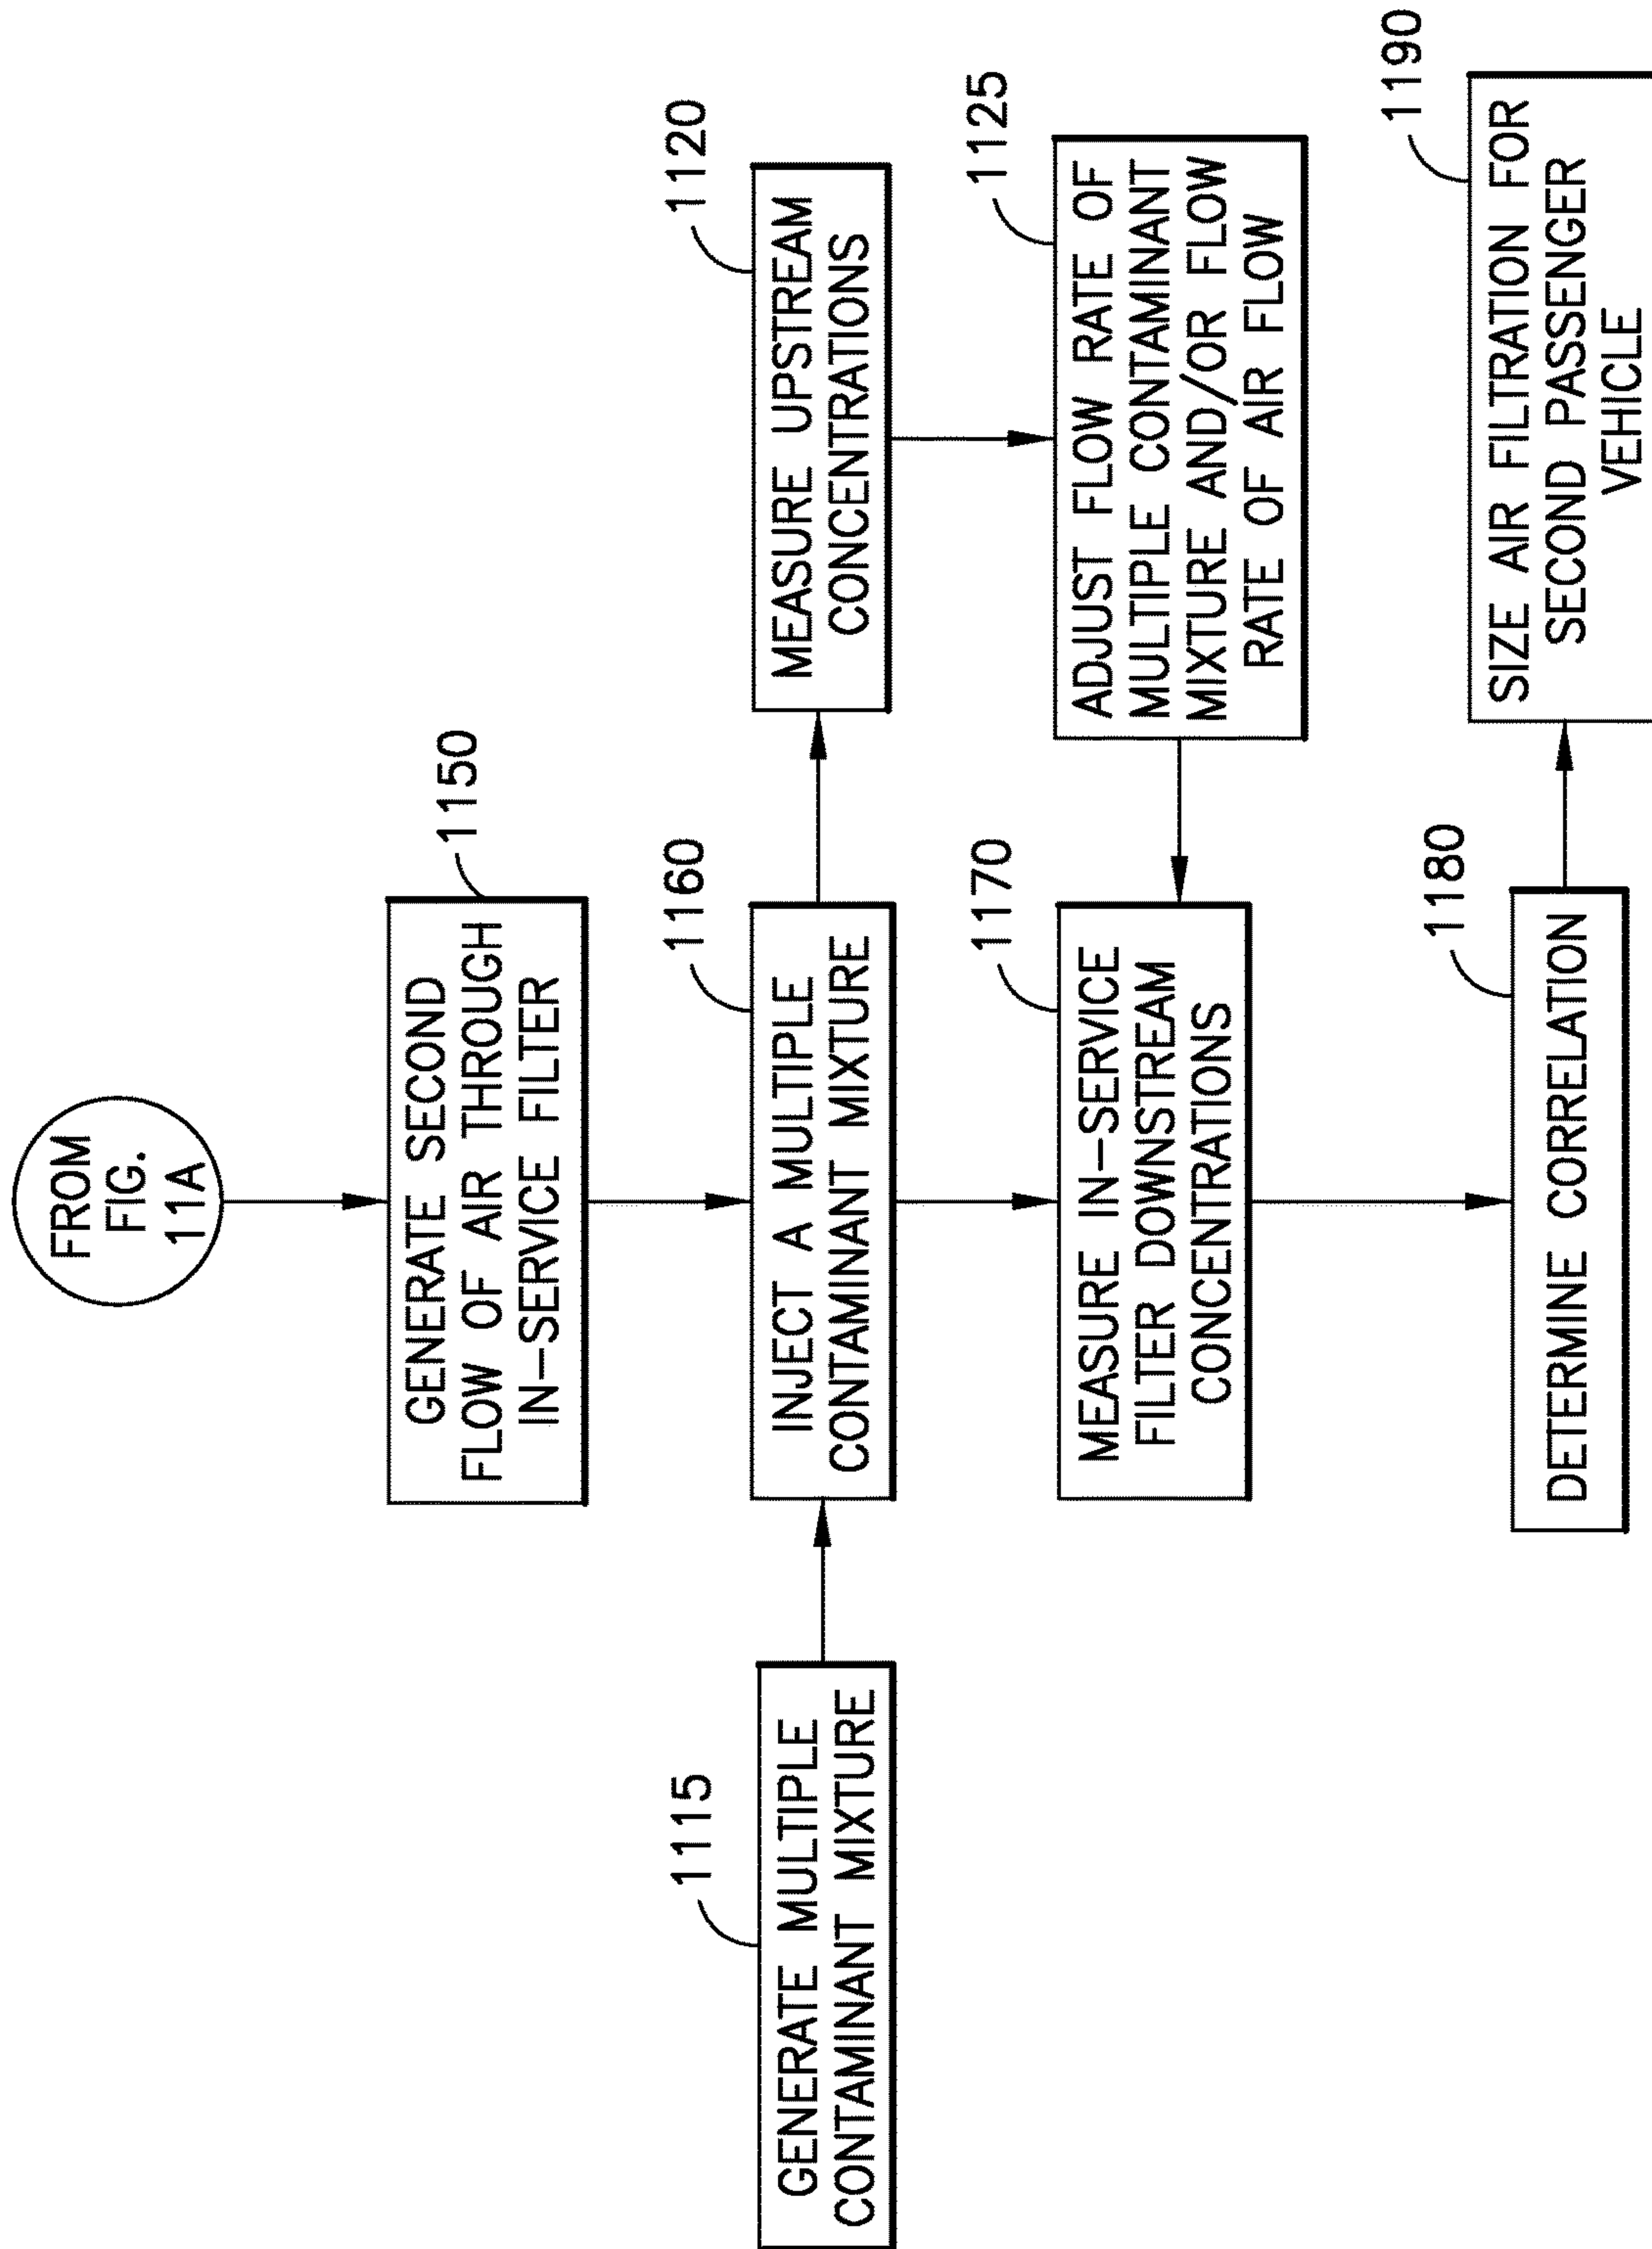 FROM
FIG.
11A
GENERATE SECOND
FLOW OF AIR THROUGH
IN-SERVICE FILTER
1150
GENERATE MULTIPLE
CONTAMINANT MIXTURE
1115
INJECT A MULTIPLE
CONTAMINANT MIXTURE
1160
MEASURE UPSTREAM
CONCENTRATIONS
1120
MEASURE IN-SERVICE
FILTER DOWNSTREAM
CONCENTRATIONS
1170
ADJUST FLOW RATE OF
MULTIPLE CONTAMINANT
MIXTURE AND/OR FLOW
RATE OF AIR FLOW
1125
DETERMINE CORRELATION
1180
SIZE AIR FILTRATION FOR
SECOND PASSENGER
VEHICLE
1190